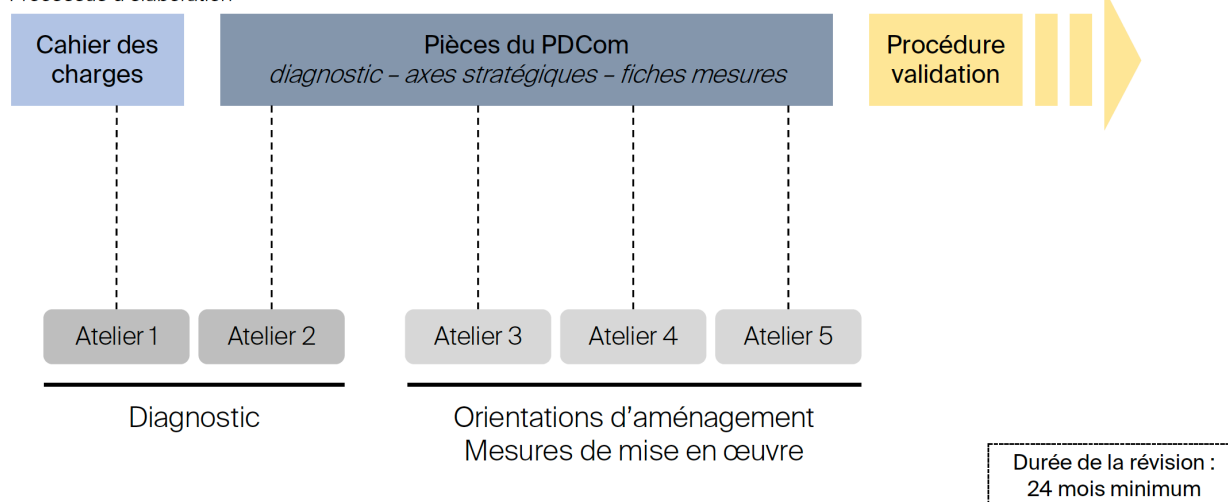 Processus d'élaboration
Cahier des
charges
Pièces du PDCom
diagnostic – axes stratégiques – fiches mesures
Procédure
validation
Atelier 1
Atelier 2
Atelier 3
Atelier 4
Atelier 5
Diagnostic
Orientations d'aménagement
Mesures de mise en œuvre
Durée de la révision :
24 mois minimum